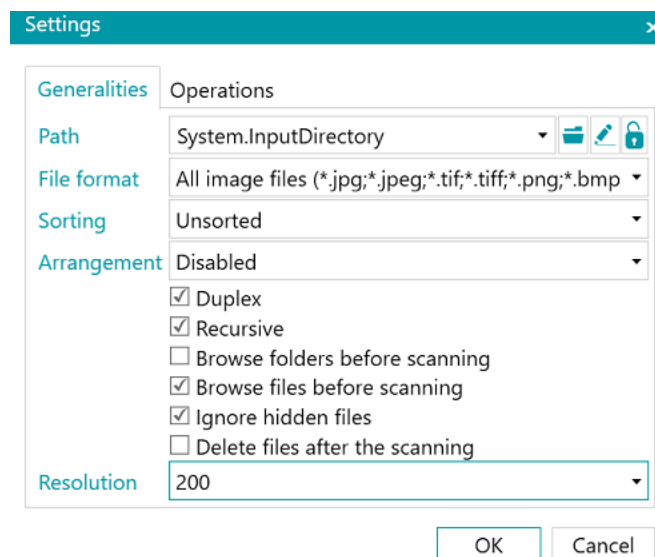 Settings
Generalities Operations
Path System.InputDirectory
File format All image files (*.jpg;*.jpeg;*.tif;*.tiff;*.png;*.bmp
Sorting Unsorted
Arrangement Disabled
Duplex
Recursive
Browse folders before scanning
Browse files before scanning
Ignore hidden files
Delete files after the scanning
Resolution 200
OK Cancel